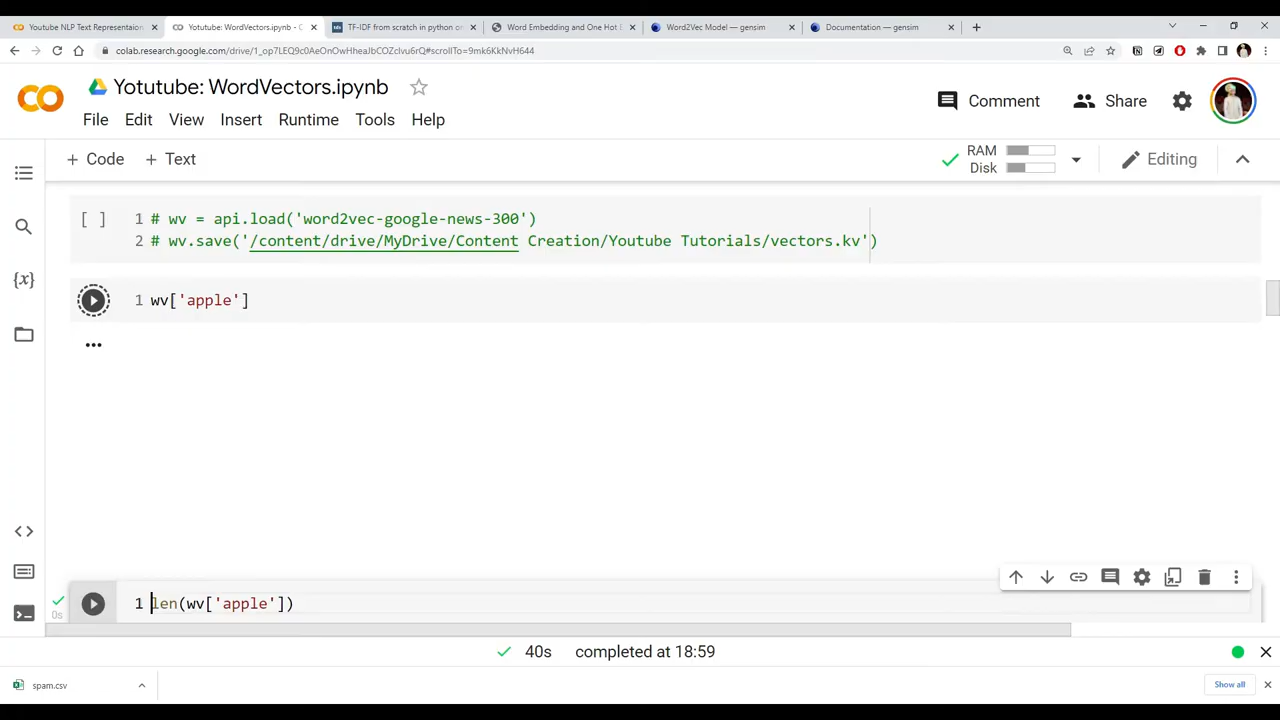 Youtube NLP Text Representaion
Yotutube: WordVectors.ipynb - C
TF-IDF from scratch in python or
Word Embedding and One Hot E
Word2Vec Model — gensim
Documentation — gensim
colab.research.google.com/drive/1_op7LEQ9c0AeOnOwHheaJbCOZcIvu6rQ#scrollTo=9mk6KkNvH644
Yotutube: WordVectors.ipynb
Comment
Share
File Edit View Insert Runtime Tools Help
+ Code + Text
RAM
Disk
Editing
[ ] 1 # wv = api.load('word2vec-google-news-300')
2 # wv.save('/content/drive/MyDrive/Content Creation/Youtube Tutorials/vectors.kv')
1 wv['apple']
0s
1 len(wv['apple'])
40s completed at 18:59
spam.csv
Show all